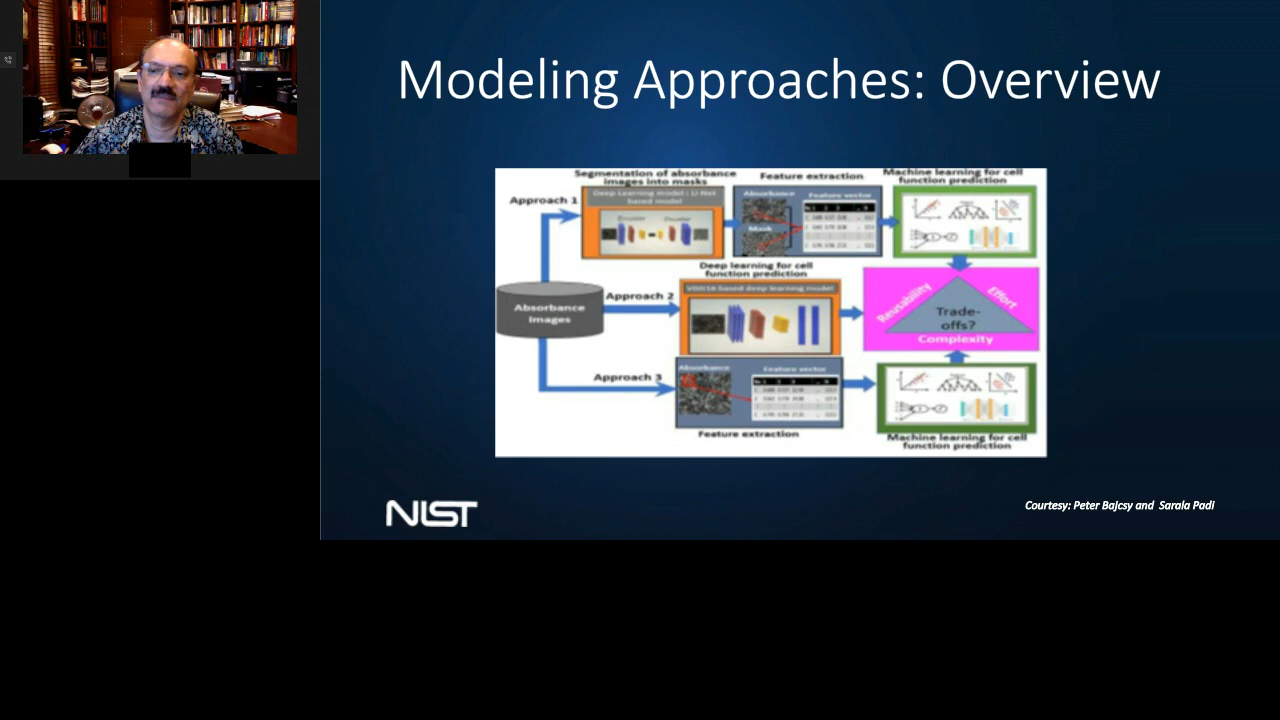 Modeling Approaches: Overview
Segmentation of absorbance
images into masks
Feature extraction
Machine learning for cell
function prediction
Approach 1
Deep Learning model : U-Net
based model
Encoder
Decoder
Absorbance
Feature vector
Mask
Deep learning for cell
function prediction
Absorbance
Images
Approach 2
VGG16 based deep learning model
Reusability
Effort
Trade-
offs?
Complexity
Approach 3
Absorbance
Feature vector
Feature extraction
Machine learning for cell
function prediction
NIST
Courtesy: Peter Bajcsy and Sarala Padi